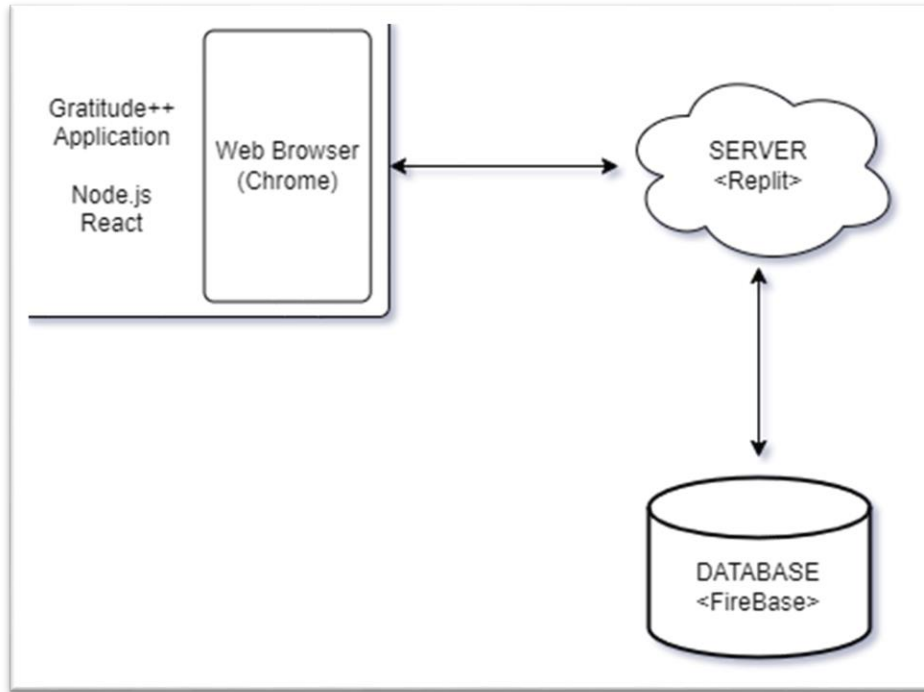 Gratitude++
Application
Node.js
React
Web Browser
(Chrome)
SERVER
<Replit>
DATABASE
<FireBase>